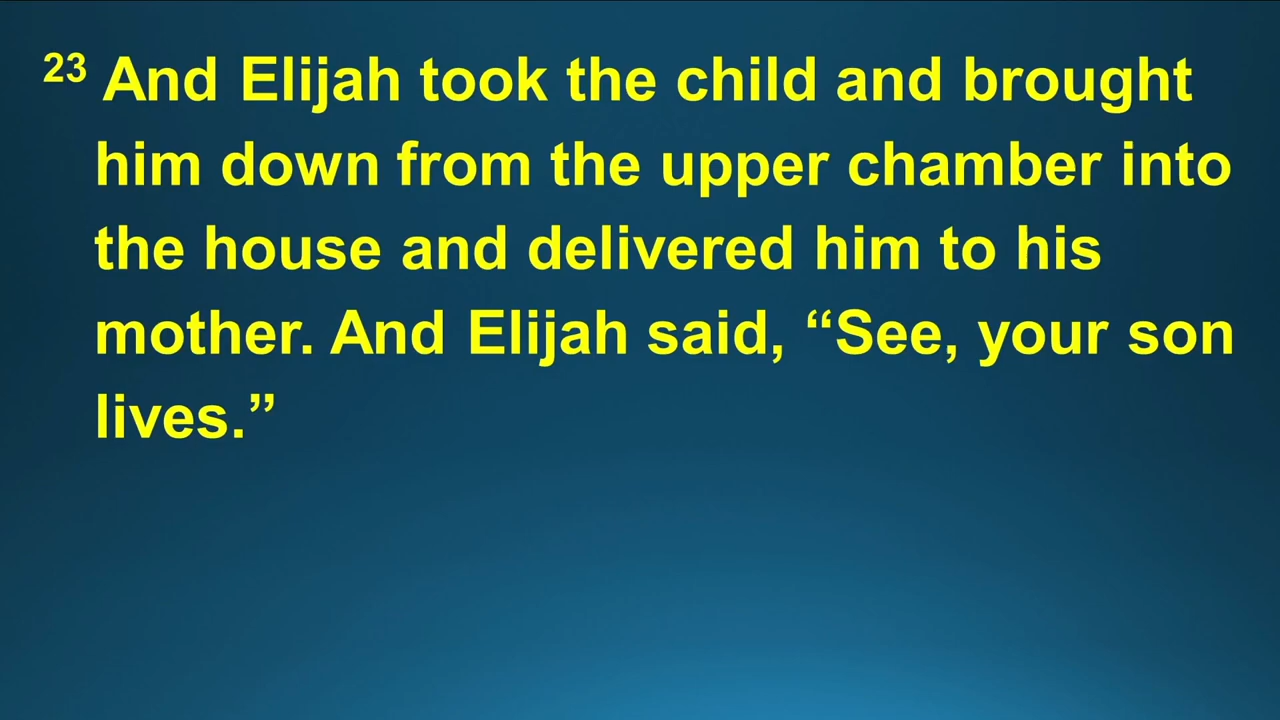 23 And Elijah took the child and brought
him down from the upper chamber into
the house and delivered him to his
mother. And Elijah said, “See, your son
lives.”